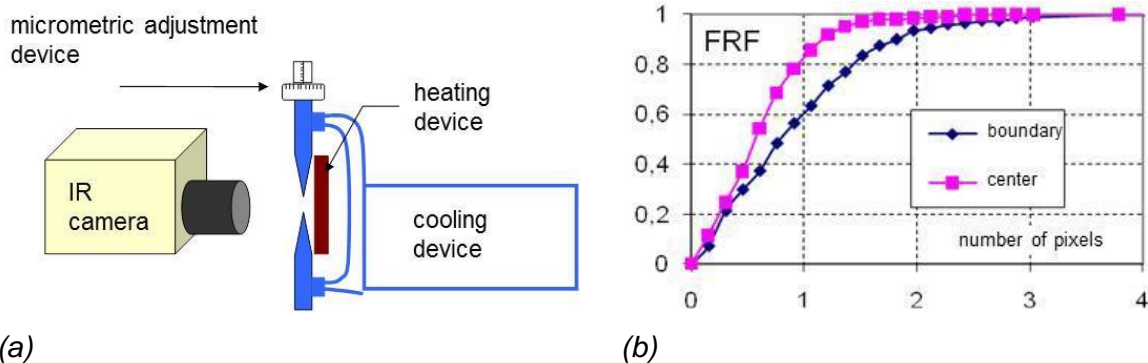 micrometric adjustment
device
heating
device
IR
camera
cooling
device
(a)
FRF
1
0,8
0,6
0,4
0,2
0
boundary
center
number of pixels
0 1 2 3 4
(b)